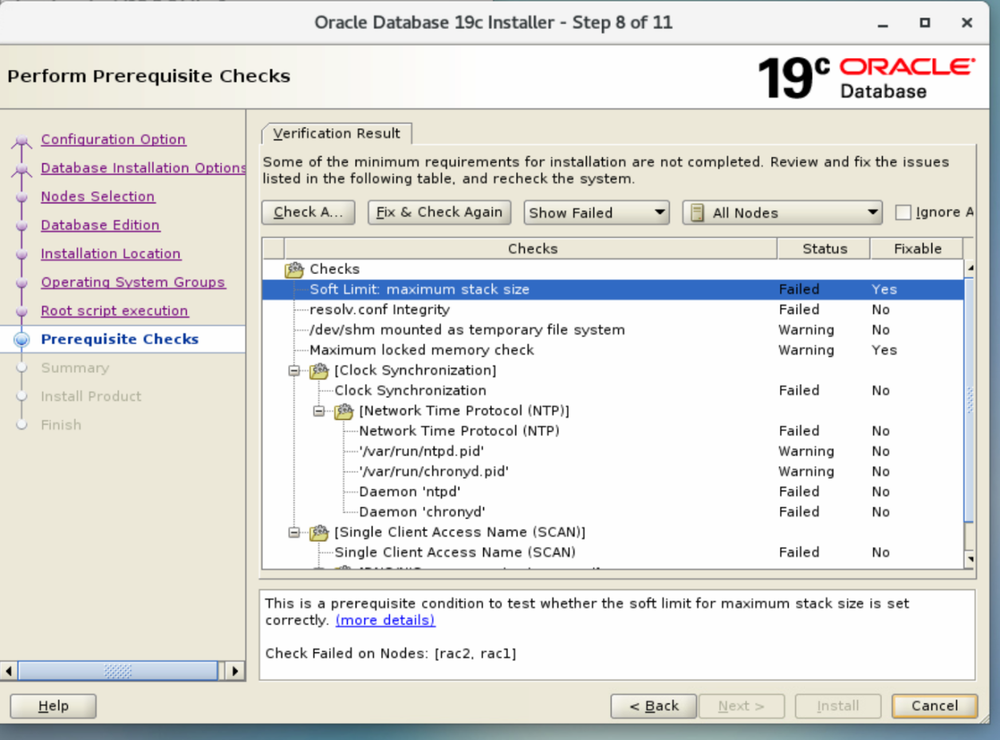 Oracle Database 19c Installer - Step 8 of 11
Perform Prerequisite Checks
19c ORACLE
Database
Configuration Option
Database Installation Options
Nodes Selection
Database Edition
Installation Location
Operating System Groups
Root script execution
Prerequisite Checks
Summary
Install Product
Finish
Verification Result
Some of the minimum requirements for installation are not completed. Review and fix the issues
listed in the following table, and recheck the system.
Check A... Fix & Check Again Show Failed All Nodes Ignore A
Checks Status Fixable
Checks
Soft Limit: maximum stack size Failed Yes
resolv.conf Integrity Failed No
/dev/shm mounted as temporary file system Warning No
Maximum locked memory check Warning Yes
[Clock Synchronization]
Clock Synchronization Failed No
[Network Time Protocol (NTP)]
Network Time Protocol (NTP) Failed No
'/var/run/ntpd.pid' Warning No
'/var/run/chronyd.pid' Warning No
Daemon 'ntpd' Failed No
Daemon 'chronyd' Failed No
[Single Client Access Name (SCAN)]
Single Client Access Name (SCAN) Failed No
This is a prerequisite condition to test whether the soft limit for maximum stack size is set
correctly. (more details)
Check Failed on Nodes: [rac2, rac1]
Help < Back Next > Install Cancel